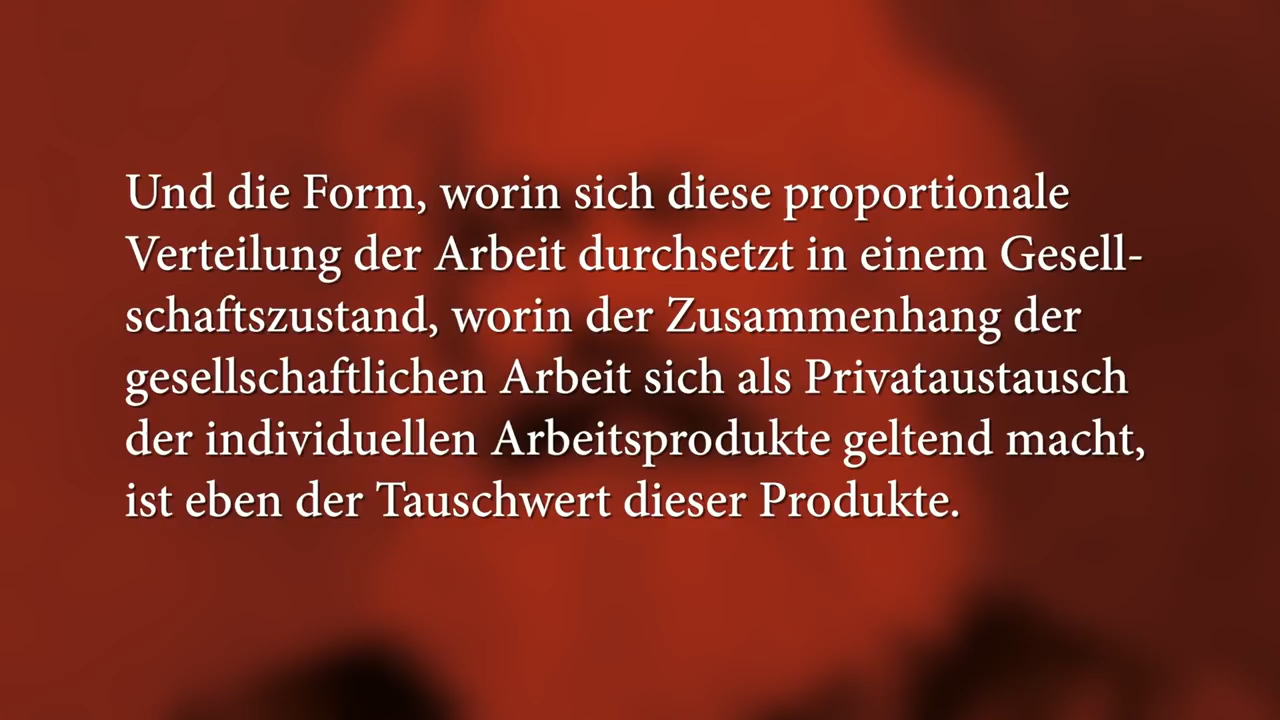 Und die Form, worin sich diese proportionale
Verteilung der Arbeit durchsetzt in einem Gesell-
schaftszustand, worin der Zusammenhang der
gesellschaftlichen Arbeit sich als Privataustausch
der individuellen Arbeitsprodukte geltend macht,
ist eben der Tauschwert dieser Produkte.